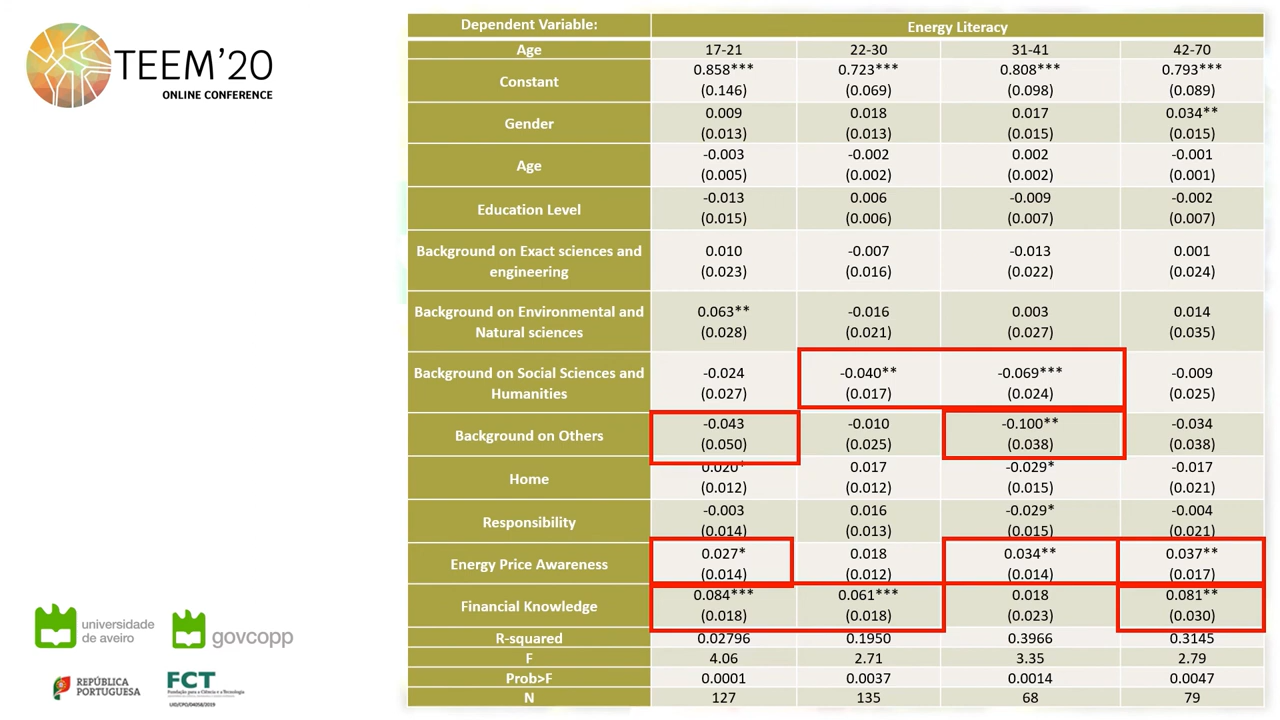 TEEM'20
ONLINE CONFERENCE
Dependent Variable: Energy Literacy
Age 17-21 22-30 31-41 42-70
Constant 0.858*** 0.723*** 0.808*** 0.793***
(0.146) (0.069) (0.098) (0.089)
Gender 0.009 0.018 0.017 0.034**
(0.013) (0.013) (0.015) (0.015)
Age -0.003 -0.002 0.002 -0.001
(0.005) (0.002) (0.002) (0.001)
Education Level -0.013 0.006 -0.009 -0.002
(0.015) (0.006) (0.007) (0.007)
Background on Exact sciences and 0.010 -0.007 -0.013 0.001
engineering (0.023) (0.016) (0.022) (0.024)
Background on Environmental and 0.063** -0.016 0.003 0.014
Natural sciences (0.028) (0.021) (0.027) (0.035)
Background on Social Sciences and -0.024 -0.040** -0.069*** -0.009
Humanities (0.027) (0.017) (0.024) (0.025)
Background on Others -0.043 -0.010 -0.100** -0.034
(0.050) (0.025) (0.038) (0.038)
Home 0.020* 0.017 -0.029* -0.017
(0.012) (0.012) (0.015) (0.021)
Responsibility -0.003 0.016 -0.029* -0.004
(0.014) (0.013) (0.015) (0.021)
Energy Price Awareness 0.027* 0.018 0.034** 0.037**
(0.014) (0.012) (0.014) (0.017)
Financial Knowledge 0.084*** 0.061*** 0.018 0.081**
(0.018) (0.018) (0.023) (0.030)
R-squared 0.02796 0.1950 0.3966 0.3145
F 4.06 2.71 3.35 2.79
Prob>F 0.0001 0.0037 0.0014 0.0047
N 127 135 68 79
universidade
de aveiro
govcopp
REPÚBLICA
PORTUGUESA
FCT
Fundação para a Ciência e a Tecnologia
UID/CPO/04058/2019